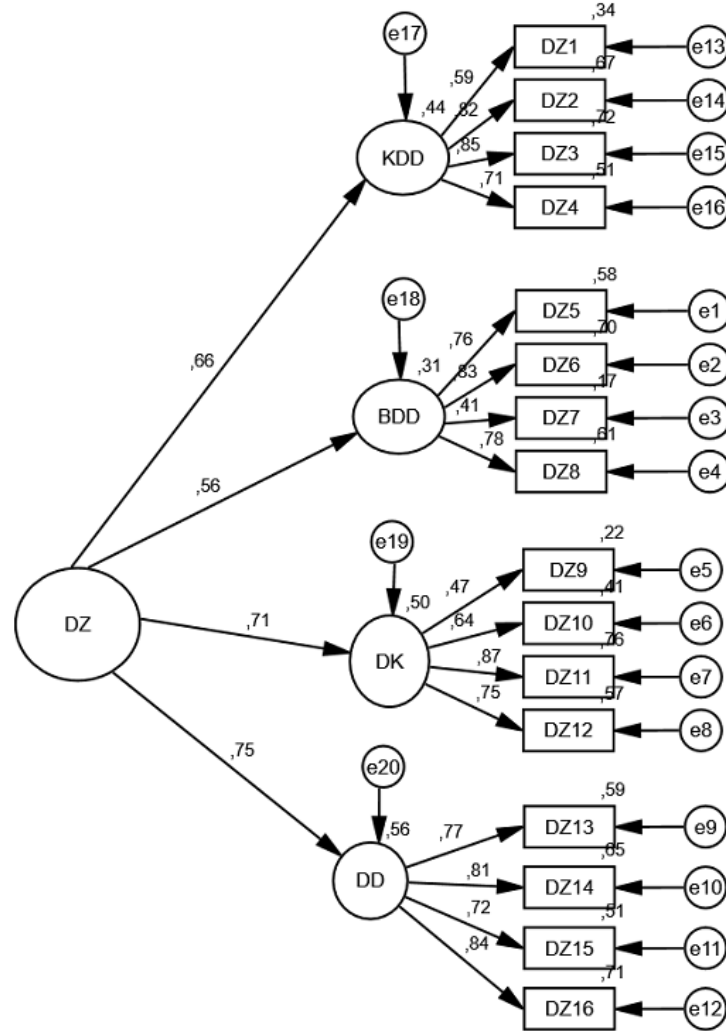 ,34
e17
DZ1
e13
,59
,67
,44
,82
DZ2
e14
,72
KDD
,85
DZ3
e15
,51
,71
DZ4
e16
,66
,58
e18
DZ5
e1
,76
,70
,31
,83
DZ6
e2
,17
BDD
,41
DZ7
e3
,61
,78
DZ8
e4
,56
,22
e19
DZ9
e5
,47
,41
,50
,64
DZ10
e6
DZ
,71
,76
DK
,87
DZ11
e7
,57
,75
DZ12
e8
,75
e20
,59
,56
,77
DZ13
e9
,65
DD
,81
DZ14
e10
,51
,72
DZ15
e11
,84
,71
DZ16
e12